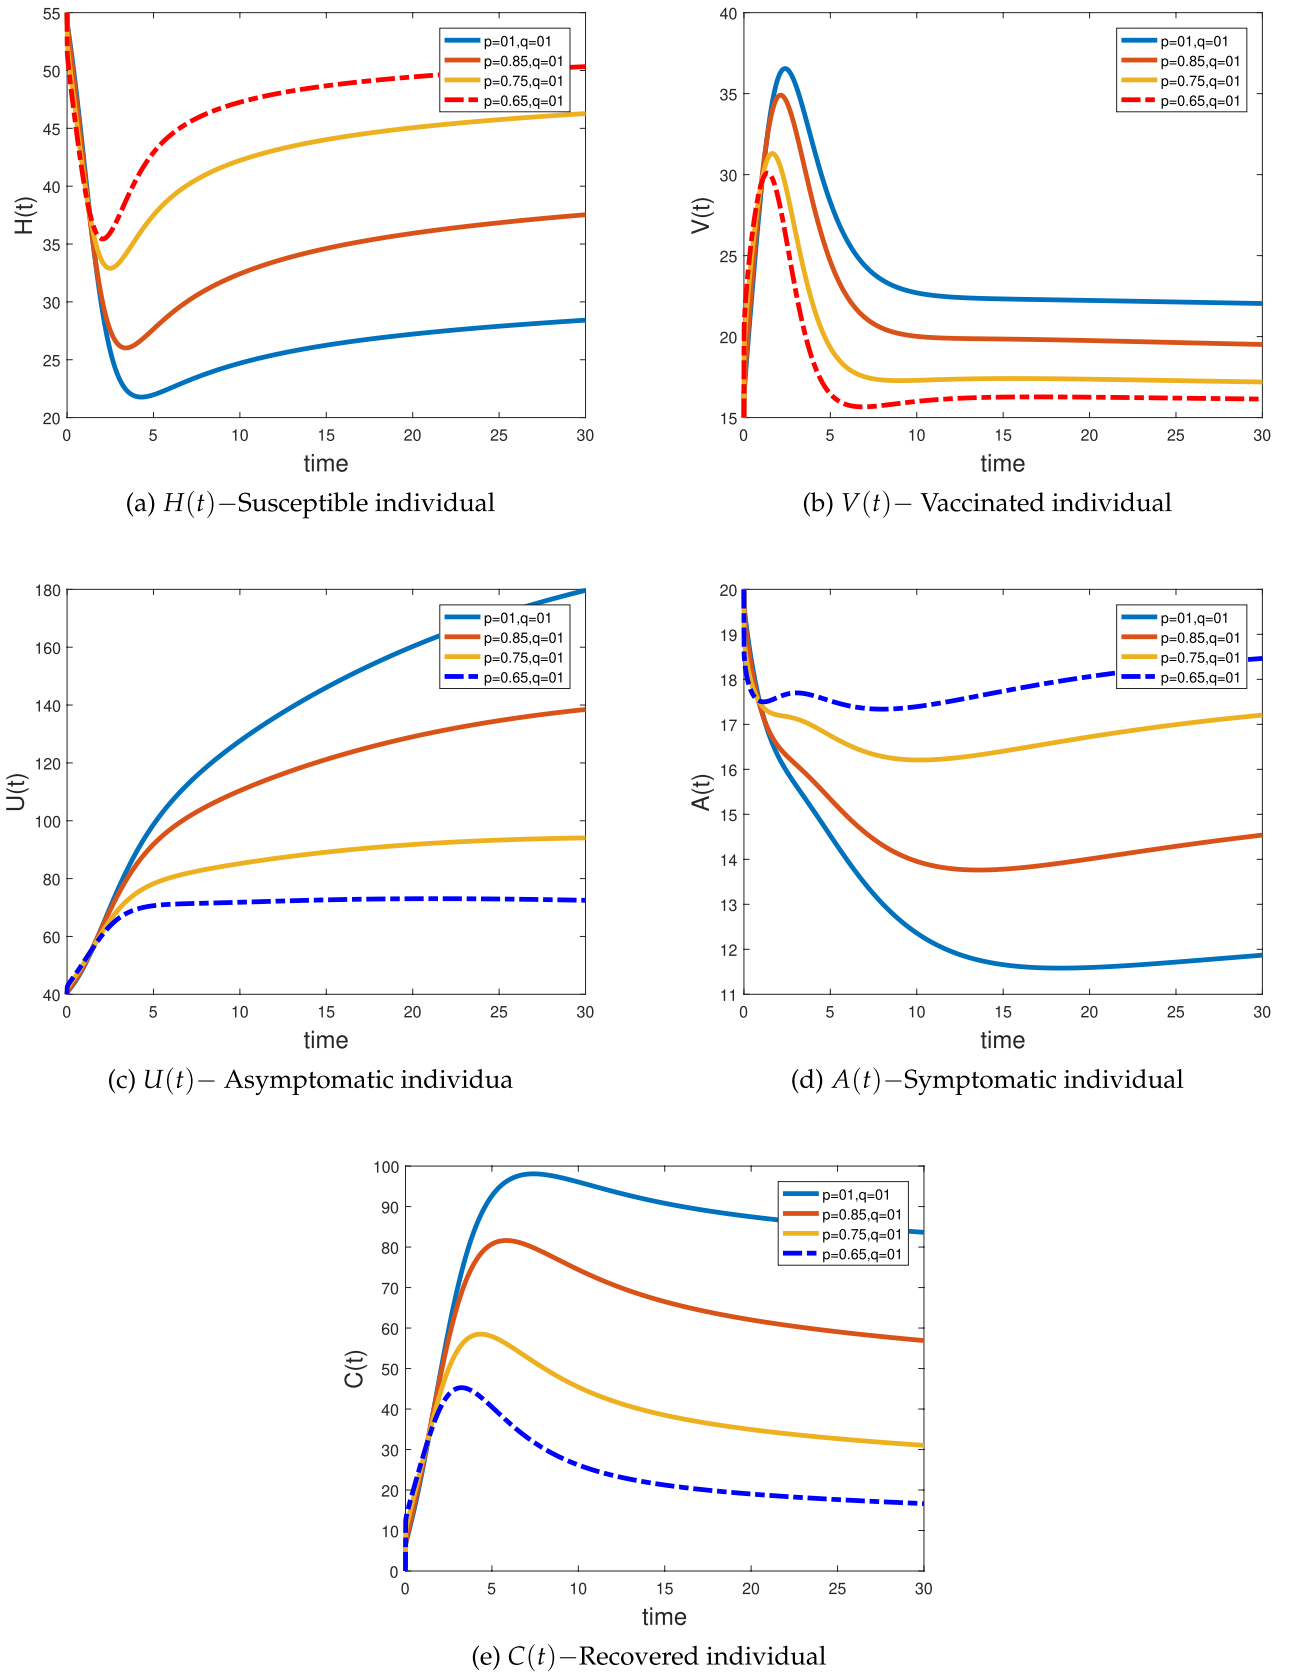 55
50
45
40
35
30
25
20
H(t)
0 5 10 15 20 25 30
time
p=01,q=01
p=0.85,q=01
p=0.75,q=01
p=0.65,q=01
(a) H(t)−Susceptible individual
40
35
30
25
20
15
V(t)
0 5 10 15 20 25 30
time
p=01,q=01
p=0.85,q=01
p=0.75,q=01
p=0.65,q=01
(b) V(t)− Vaccinated individual
180
160
140
120
100
80
60
40
U(t)
0 5 10 15 20 25 30
time
p=01,q=01
p=0.85,q=01
p=0.75,q=01
p=0.65,q=01
(c) U(t)− Asymptomatic individua
20
19
18
17
16
15
14
13
12
11
A(t)
0 5 10 15 20 25 30
time
p=01,q=01
p=0.85,q=01
p=0.75,q=01
p=0.65,q=01
(d) A(t)−Symptomatic individual
100
90
80
70
60
50
40
30
20
10
0
C(t)
0 5 10 15 20 25 30
time
p=01,q=01
p=0.85,q=01
p=0.75,q=01
p=0.65,q=01
(e) C(t)−Recovered individual